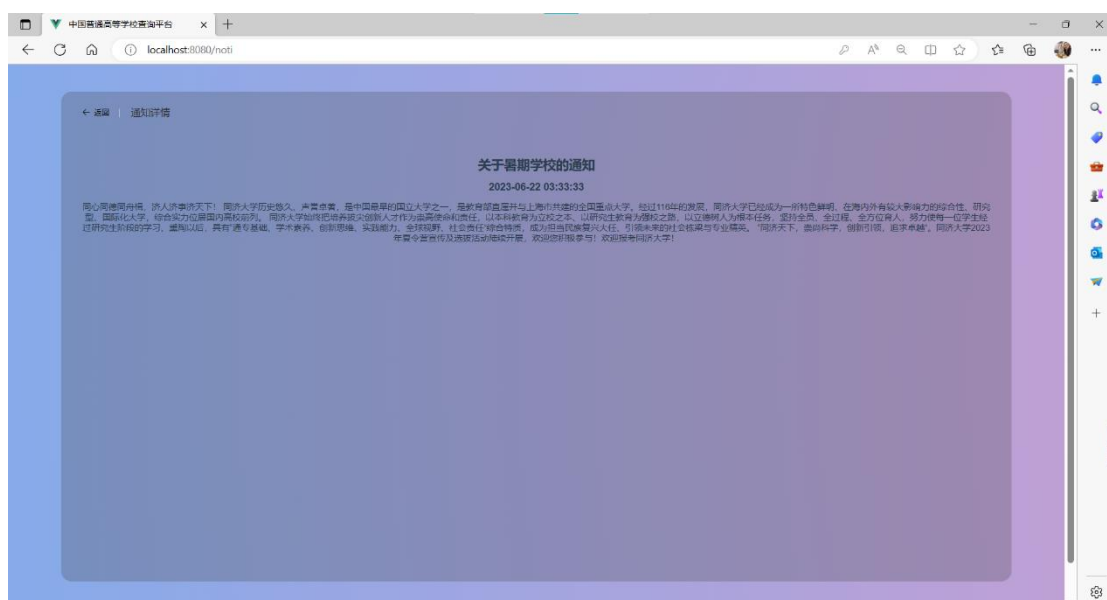 中国普通高等学校查询平台
localhost:8080/noti
← 返回 | 通知详情
关于暑期学校的通知
2023-06-22 03:33:33
同心同德同舟楫，济人济事济天下！同济大学历史悠久、声誉卓著，是中国最早的国立大学之一，是教育部直属并与上海市共建的全国重点大学。经过116年的发展，同济大学已经成为一所特色鲜明、在海内外有较大影响力的综合性、研究
型、国际化大学，综合实力位居国内高校前列。 同济大学始终把培养拔尖创新人才作为崇高使命和责任，以本科教育为立校之本、以研究生教育为强校之路，以立德树人为根本任务，坚持全员、全过程、全方位育人，努力使每一位学生经
过研究生阶段的学习、熏陶以后，具有"通专基础、学术素养、创新思维、实践能力、全球视野、社会责任"综合特质，成为担当民族复兴大任、引领未来的社会栋梁与专业精英。 "同济天下，崇尚科学，创新引领，追求卓越"。同济大学2023
年夏令营宣传及选拔活动陆续开展，欢迎您积极参与！欢迎报考同济大学！